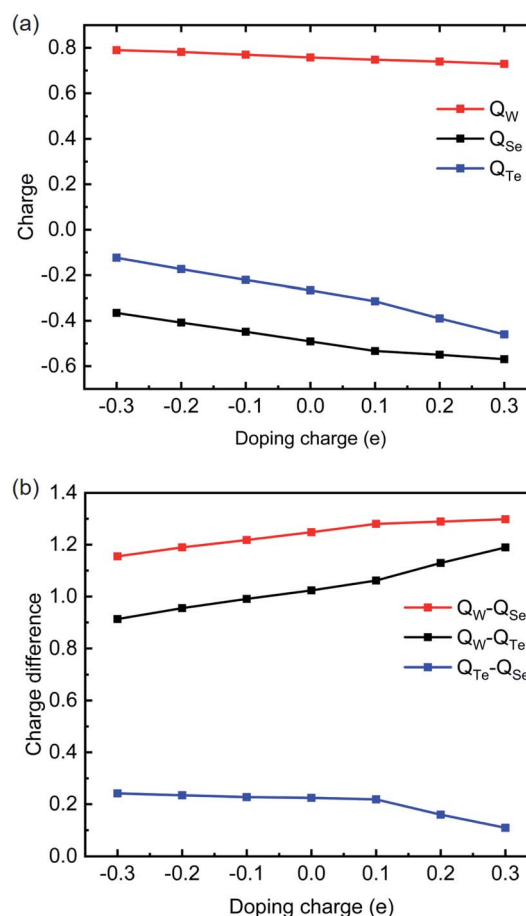 (a)
0.8
0.6
0.4
0.2
0.0
-0.2
-0.4
-0.6
Charge
Q_W
Q_Se
Q_Te
-0.3 -0.2 -0.1 0.0 0.1 0.2 0.3
Doping charge (e)
(b)
1.4
1.2
1.0
0.8
0.6
0.4
0.2
0.0
Charge difference
Q_W-Q_Se
Q_W-Q_Te
Q_Te-Q_Se
-0.3 -0.2 -0.1 0.0 0.1 0.2 0.3
Doping charge (e)